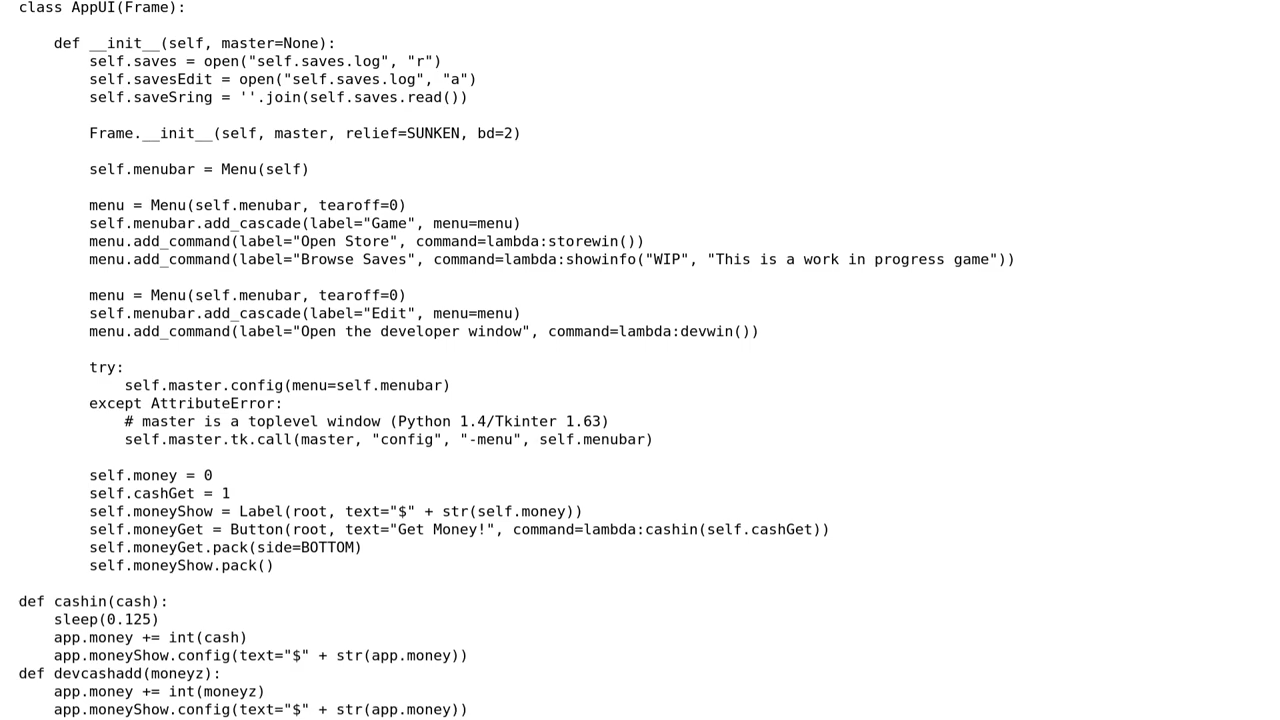 class AppUI(Frame):
    def __init__(self, master=None):
        self.saves = open("self.saves.log", "r")
        self.savesEdit = open("self.saves.log", "a")
        self.saveSring = ''.join(self.saves.read())
        Frame.__init__(self, master, relief=SUNKEN, bd=2)
        self.menubar = Menu(self)
        menu = Menu(self.menubar, tearoff=0)
        self.menubar.add_cascade(label="Game", menu=menu)
        menu.add_command(label="Open Store", command=lambda:storewin())
        menu.add_command(label="Browse Saves", command=lambda:showinfo("WIP", "This is a work in progress game"))
        menu = Menu(self.menubar, tearoff=0)
        self.menubar.add_cascade(label="Edit", menu=menu)
        menu.add_command(label="Open the developer window", command=lambda:devwin())
        try:
            self.master.config(menu=self.menubar)
        except AttributeError:
            # master is a toplevel window (Python 1.4/Tkinter 1.63)
            self.master.tk.call(master, "config", "-menu", self.menubar)
        self.money = 0
        self.cashGet = 1
        self.moneyShow = Label(root, text="$" + str(self.money))
        self.moneyGet = Button(root, text="Get Money!", command=lambda:cashin(self.cashGet))
        self.moneyGet.pack(side=BOTTOM)
        self.moneyShow.pack()
def cashin(cash):
    sleep(0.125)
    app.money += int(cash)
    app.moneyShow.config(text="$" + str(app.money))
def devcashadd(moneyz):
    app.money += int(moneyz)
    app.moneyShow.config(text="$" + str(app.money))